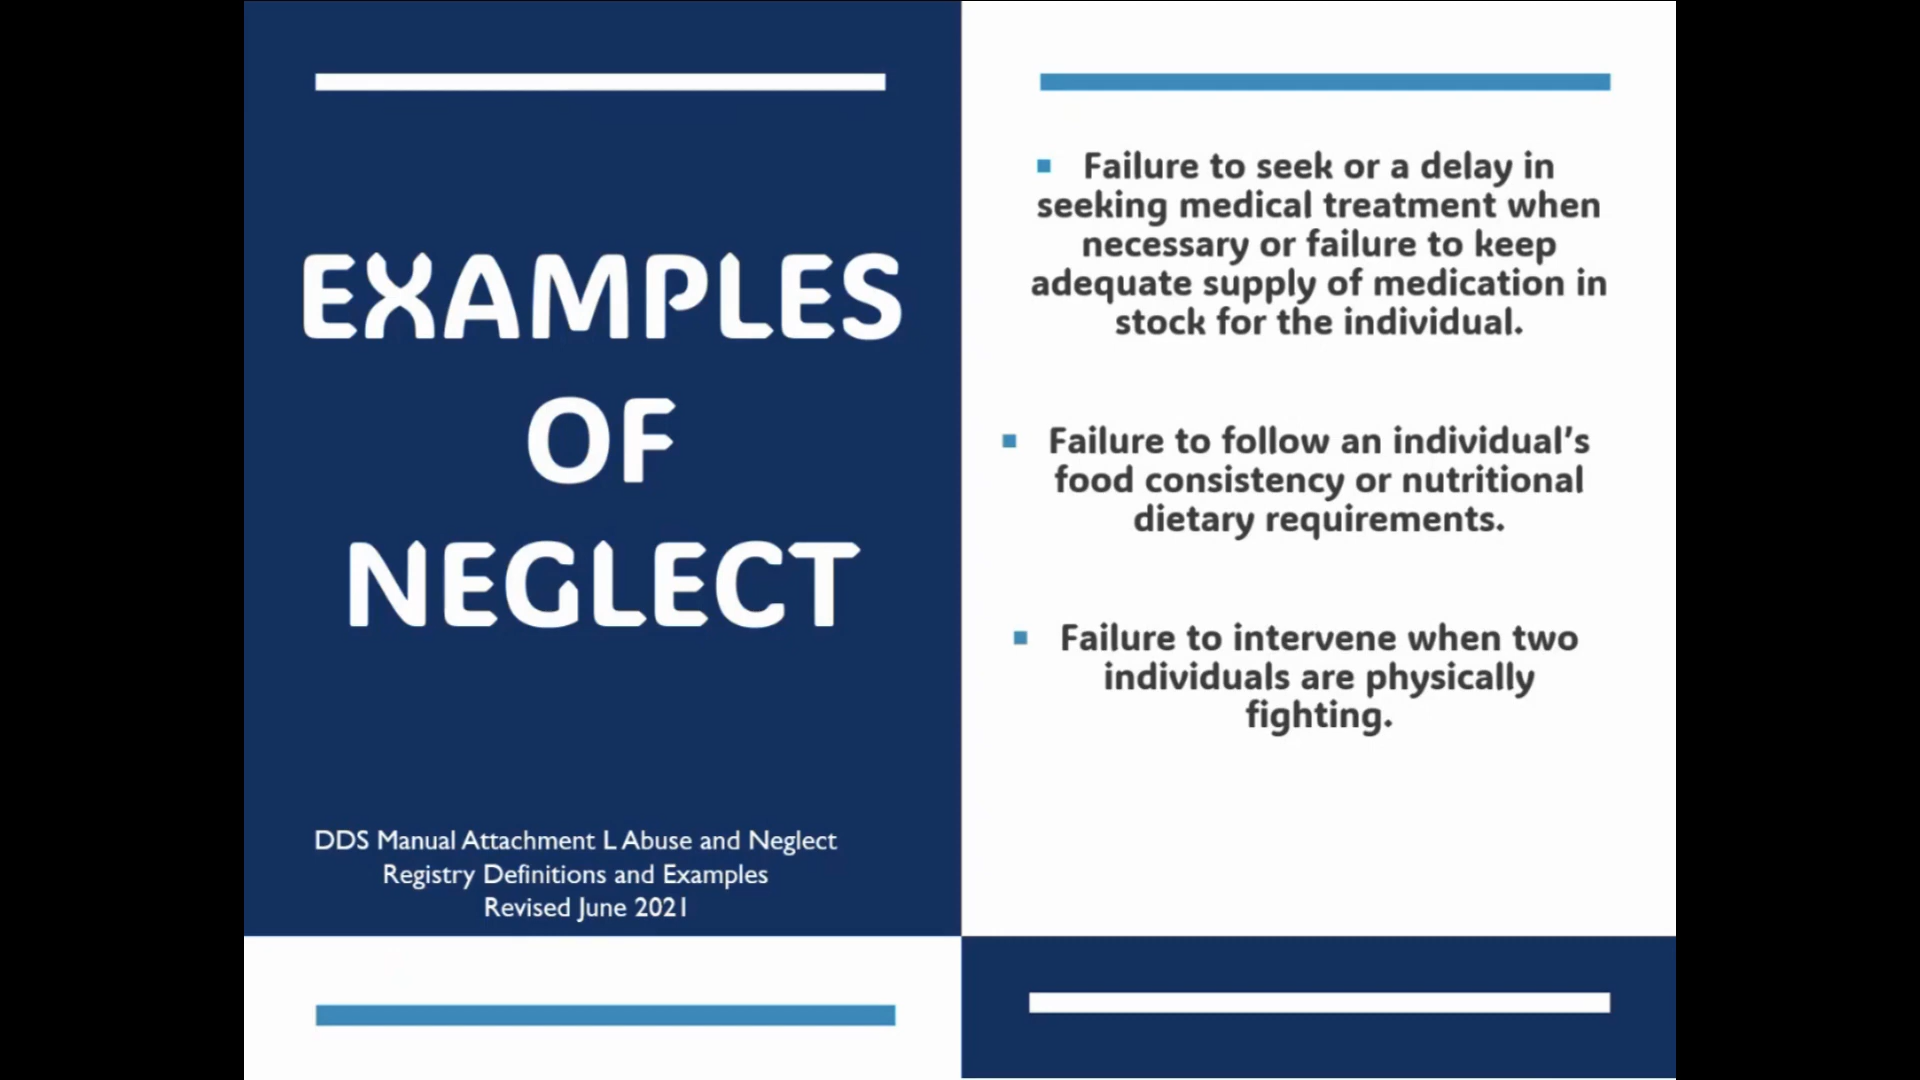 EXAMPLES
OF
NEGLECT
DDS Manual Attachment L Abuse and Neglect
Registry Definitions and Examples
Revised June 2021
▪ Failure to seek or a delay in
seeking medical treatment when
necessary or failure to keep
adequate supply of medication in
stock for the individual.
▪ Failure to follow an individual’s
food consistency or nutritional
dietary requirements.
▪ Failure to intervene when two
individuals are physically
fighting.